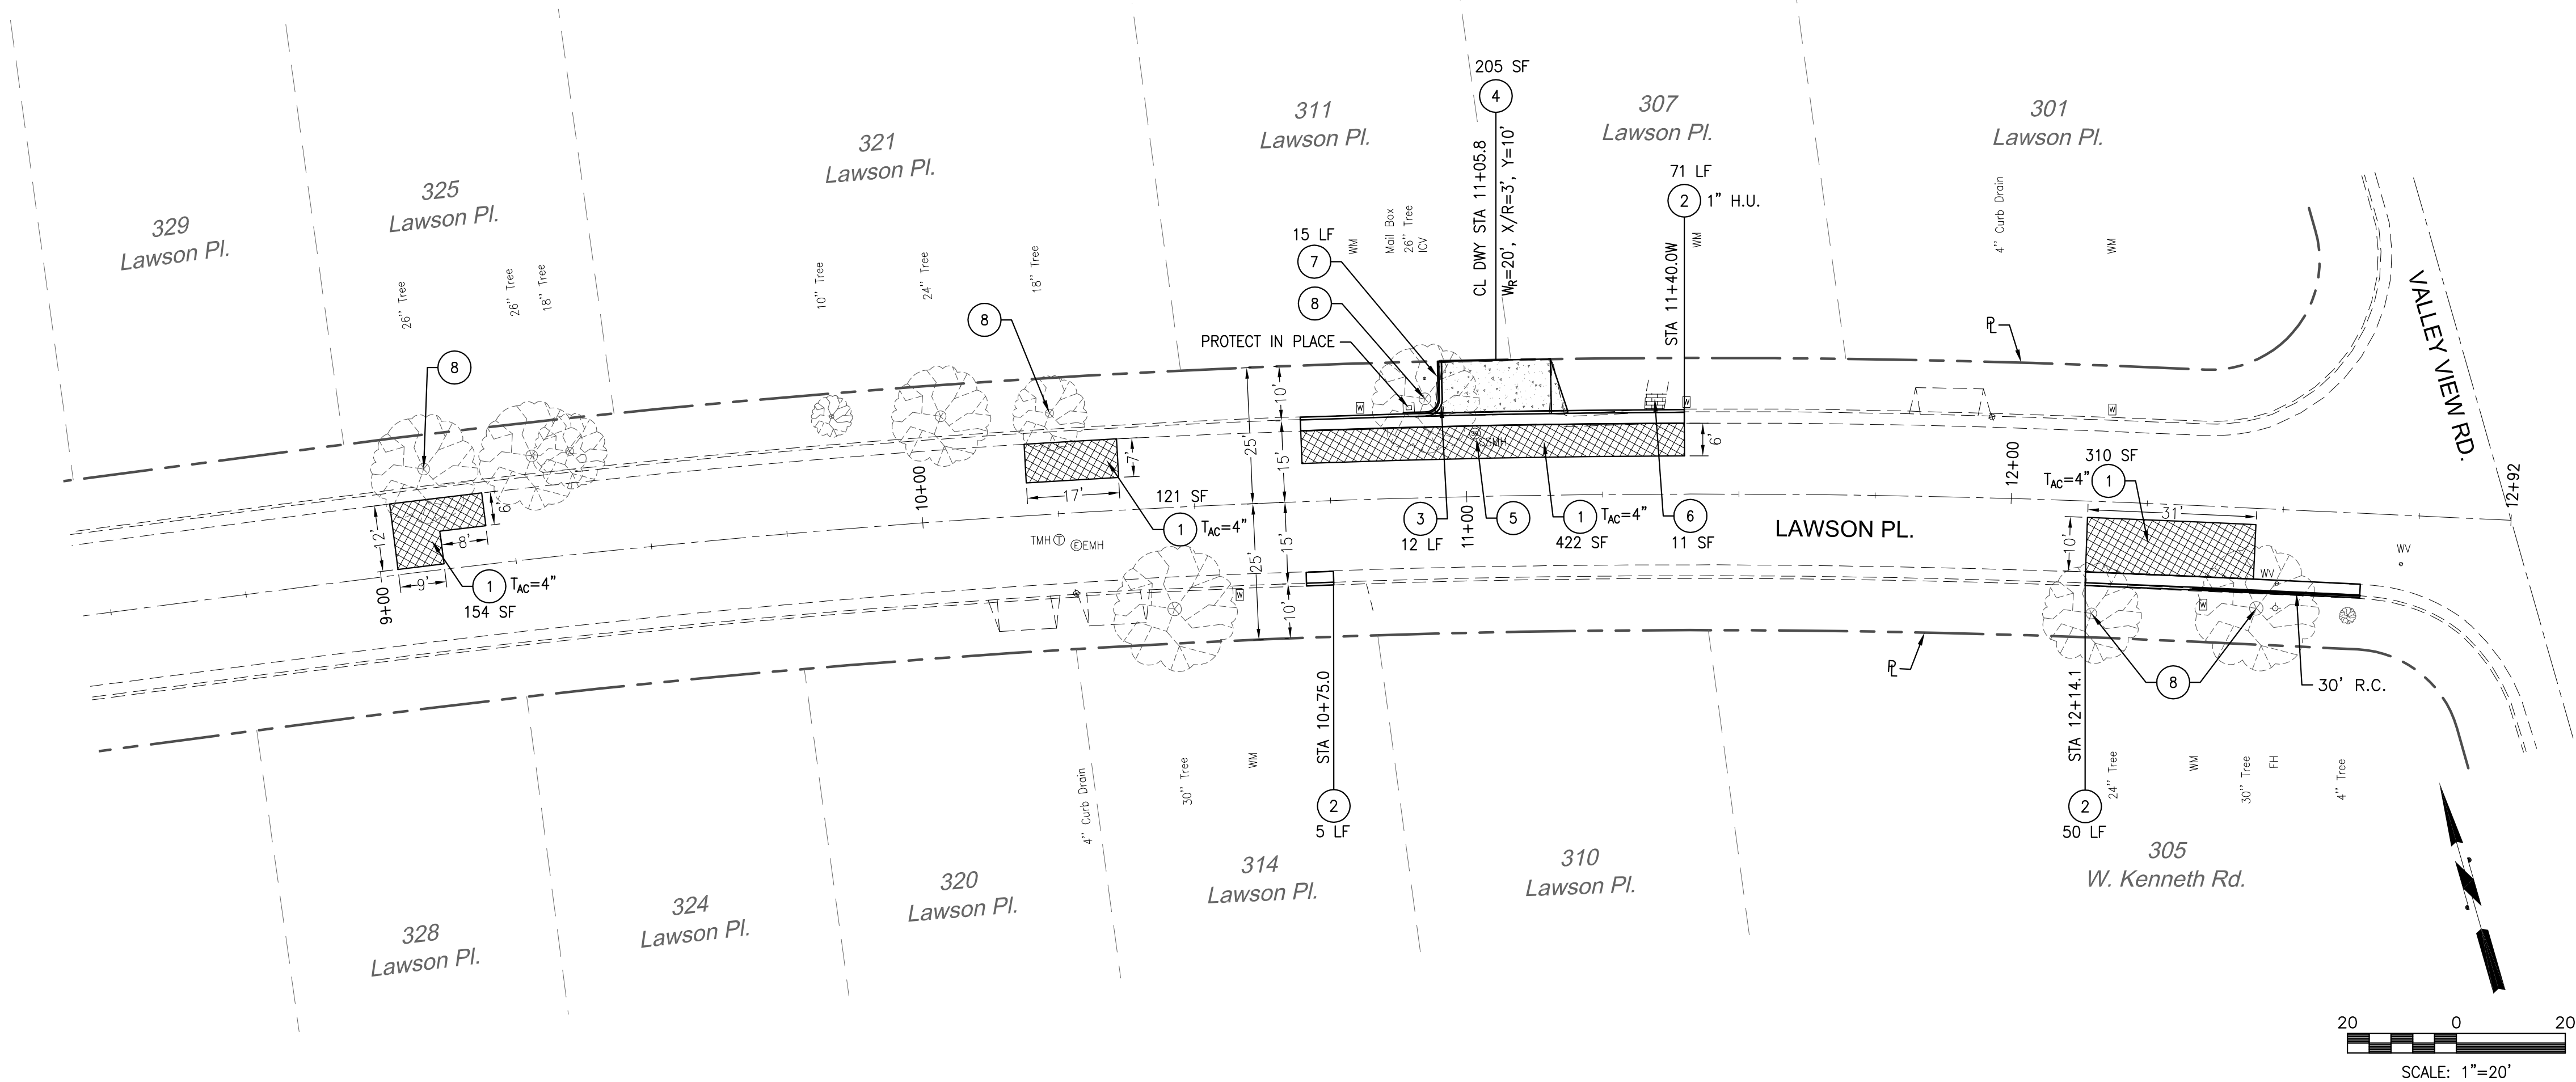 205 SF
4
CL DWY STA 11+05.8
WR=20', X/R=3', Y=10'
311
Lawson Pl.
307
Lawson Pl.
301
Lawson Pl.
321
Lawson Pl.
325
Lawson Pl.
329
Lawson Pl.
71 LF
2
1" H.U.
STA 11+40.0W
WM
Mail Box
26" Tree
ICV
WM
4" Curb Drain
WM
15 LF
7
8
PROTECT IN PLACE
26" Tree
26" Tree
18" Tree
10" Tree
24" Tree
18" Tree
8
8
PL
VALLEY VIEW RD.
W
W
W
10'
25'
15'
6'
SSMH
7'
17'
121 SF
1
TAC=4"
10+00
6'
12'
8'
9'
1
TAC=4"
154 SF
9+00
TMH
T
E
EMH
3
12 LF
11+00
5
1
TAC=4"
422 SF
6
11 SF
LAWSON PL.
12+00
310 SF
TAC=4"
1
31'
10'
12+92
WV
WV
W
W
15'
25'
10'
PL
8
30' R.C.
STA 10+75.0
2
5 LF
STA 12+14.1
2
50 LF
4" Curb Drain
30" Tree
WM
24" Tree
WM
30" Tree
FH
4" Tree
328
Lawson Pl.
324
Lawson Pl.
320
Lawson Pl.
314
Lawson Pl.
310
Lawson Pl.
305
W. Kenneth Rd.
20 0 20
SCALE: 1"=20'